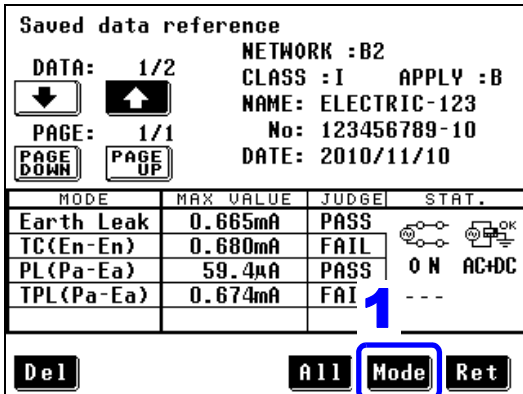 Saved data reference
NETWORK :B2
DATA: 1/2
CLASS :I APPLY :B
NAME: ELECTRIC-123
PAGE: 1/1
No: 123456789-10
PAGE DOWN
PAGE UP
DATE: 2010/11/10
MODE MAX VALUE JUDGE STAT.
Earth Leak 0.665mA PASS
OK
TC(En-En) 0.680mA FAIL
PL(Pa-Ea) 59.4μA PASS ON AC+DC
TPL(Pa-Ea) 0.674mA FAI ---
1
Del All Mode Ret